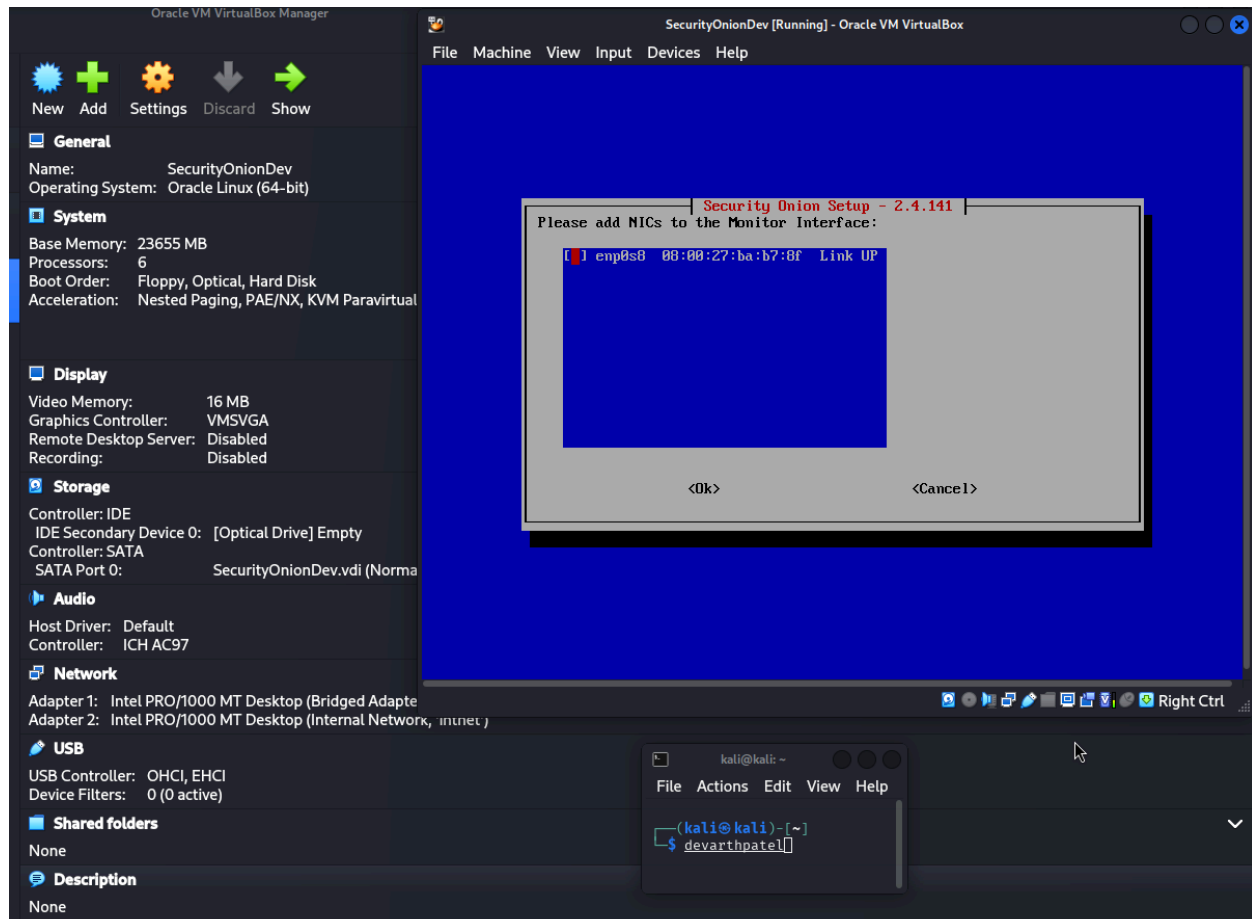 Oracle VM VirtualBox Manager
New Add Settings Discard Show
General
Name: SecurityOnionDev
Operating System: Oracle Linux (64-bit)
System
Base Memory: 23655 MB
Processors: 6
Boot Order: Floppy, Optical, Hard Disk
Acceleration: Nested Paging, PAE/NX, KVM Paravirtual
Display
Video Memory: 16 MB
Graphics Controller: VMSVGA
Remote Desktop Server: Disabled
Recording: Disabled
Storage
Controller: IDE
IDE Secondary Device 0: [Optical Drive] Empty
Controller: SATA
SATA Port 0: SecurityOnionDev.vdi (Norma
Audio
Host Driver: Default
Controller: ICH AC97
Network
Adapter 1: Intel PRO/1000 MT Desktop (Bridged Adapte
Adapter 2: Intel PRO/1000 MT Desktop (Internal Network, 'intnet')
USB
USB Controller: OHCI, EHCI
Device Filters: 0 (0 active)
Shared folders
None
Description
None
SecurityOnionDev [Running] - Oracle VM VirtualBox
File Machine View Input Devices Help
Security Onion Setup - 2.4.141
Please add NICs to the Monitor Interface:
[ ] enp0s8 08:00:27:ba:b7:8f Link UP
<Ok> <Cancel>
Right Ctrl
kali@kali: ~
File Actions Edit View Help
┌──(kali㉿kali)-[~]
└─$ devarthpatel